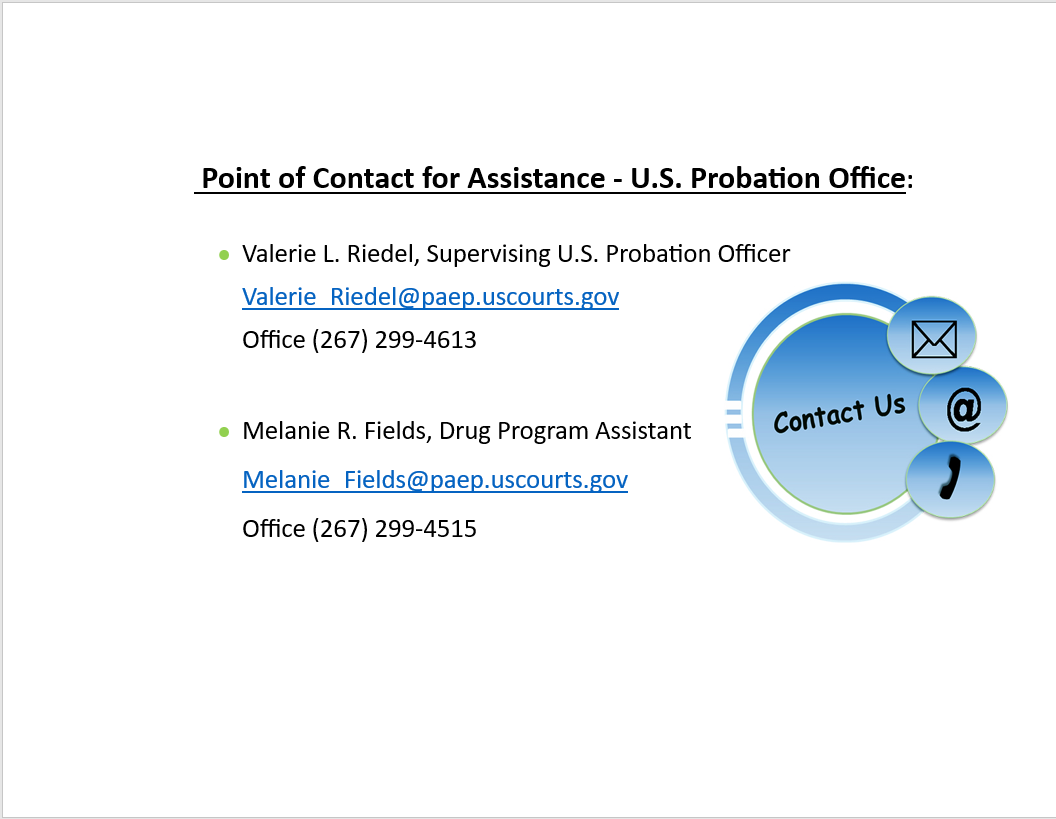 Point of Contact for Assistance - U.S. Probation Office:
Valerie L. Riedel, Supervising U.S. Probation Officer
Valerie_Riedel@paep.uscourts.gov
Office (267) 299-4613
Melanie R. Fields, Drug Program Assistant
Melanie_Fields@paep.uscourts.gov
Office (267) 299-4515
Contact Us
@